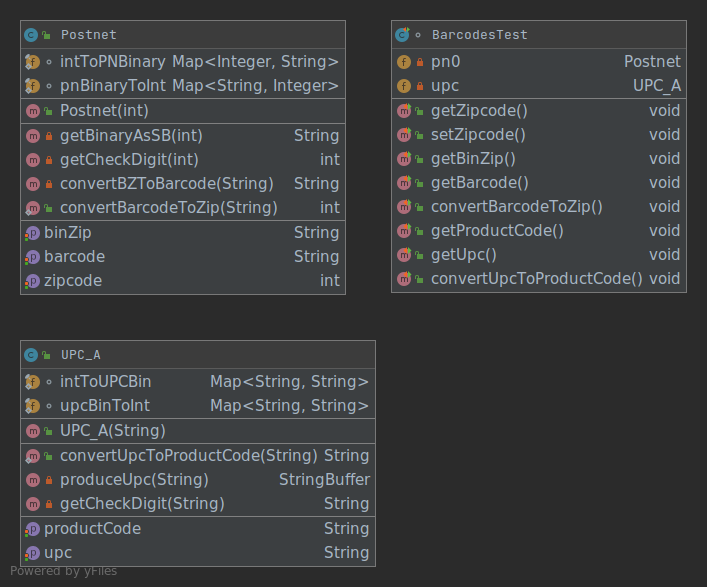 Postnet
intToPNBinary Map<Integer, String>
pnBinaryToInt Map<String, Integer>
Postnet(int)
getBinaryAsSB(int) String
getCheckDigit(int) int
convertBZToBarcode(String) String
convertBarcodeToZip(String) int
binZip String
barcode String
zipcode int
BarcodesTest
pn0 Postnet
upc UPC_A
getZipcode() void
setZipcode() void
getBinZip() void
getBarcode() void
convertBarcodeToZip() void
getProductCode() void
getUpc() void
convertUpcToProductCode() void
UPC_A
intToUPCBin Map<String, String>
upcBinToInt Map<String, String>
UPC_A(String)
convertUpcToProductCode(String) String
produceUpc(String) StringBuffer
getCheckDigit(String) String
productCode String
upc String
Powered by yFiles